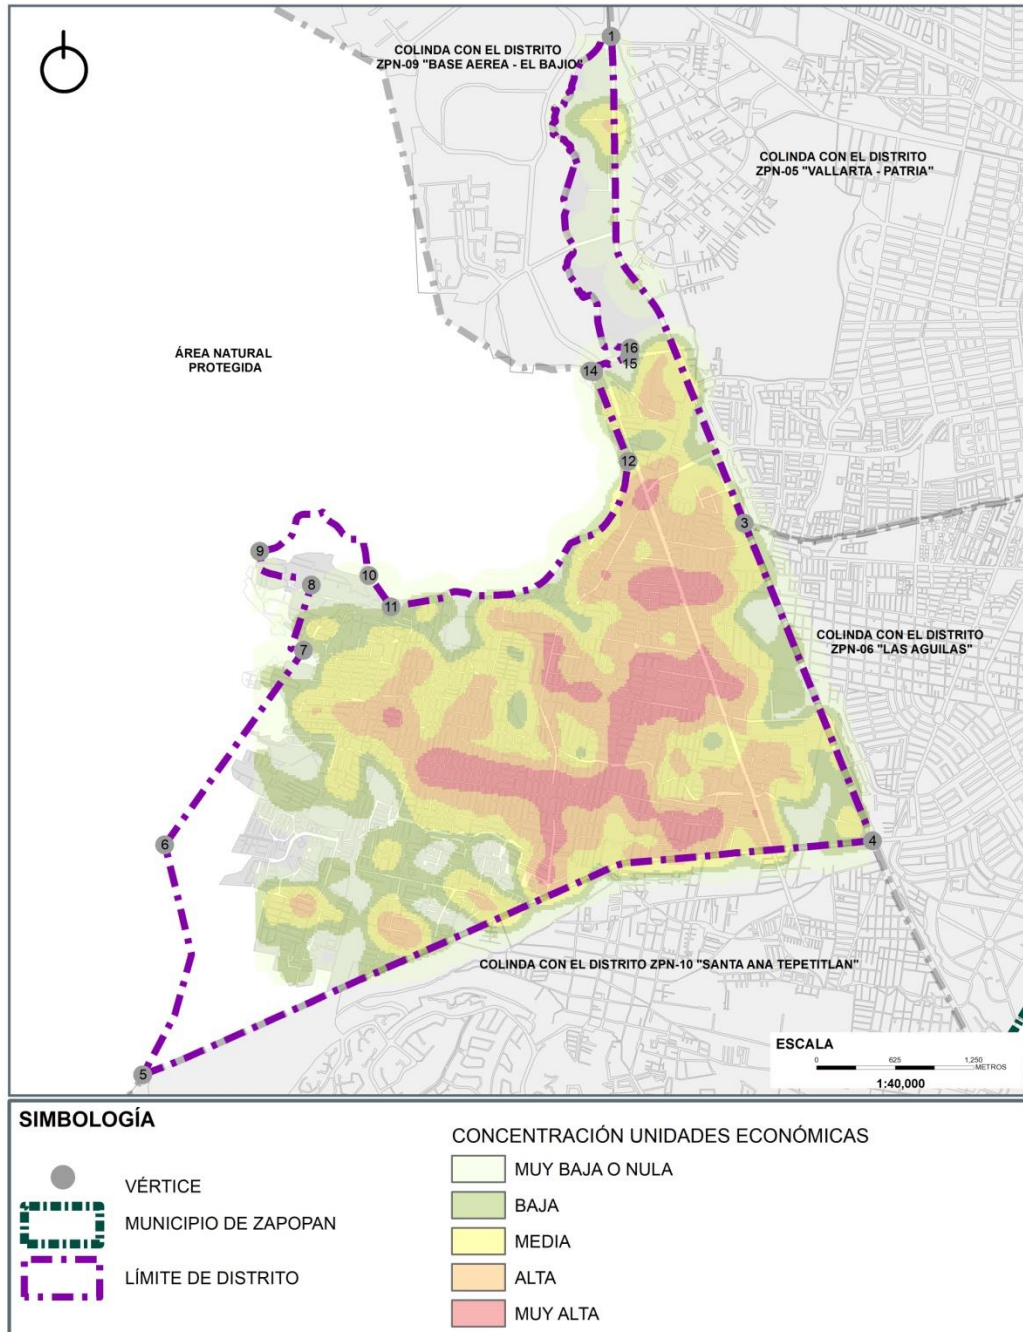 1
COLINDA CON EL DISTRITO
ZPN-09 "BASE AEREA - EL BAJIO"
COLINDA CON EL DISTRITO
ZPN-05 "VALLARTA - PATRIA"
ÁREA NATURAL
PROTEGIDA
16
15
14
12
3
9
8
10
11
7
COLINDA CON EL DISTRITO
ZPN-06 "LAS AGUILAS"
6
4
COLINDA CON EL DISTRITO ZPN-10 "SANTA ANA TEPETITLAN"
5
ESCALA
0 625 1,250
METROS
1:40,000
SIMBOLOGÍA
VÉRTICE
MUNICIPIO DE ZAPOPAN
LÍMITE DE DISTRITO
CONCENTRACIÓN UNIDADES ECONÓMICAS
MUY BAJA O NULA
BAJA
MEDIA
ALTA
MUY ALTA